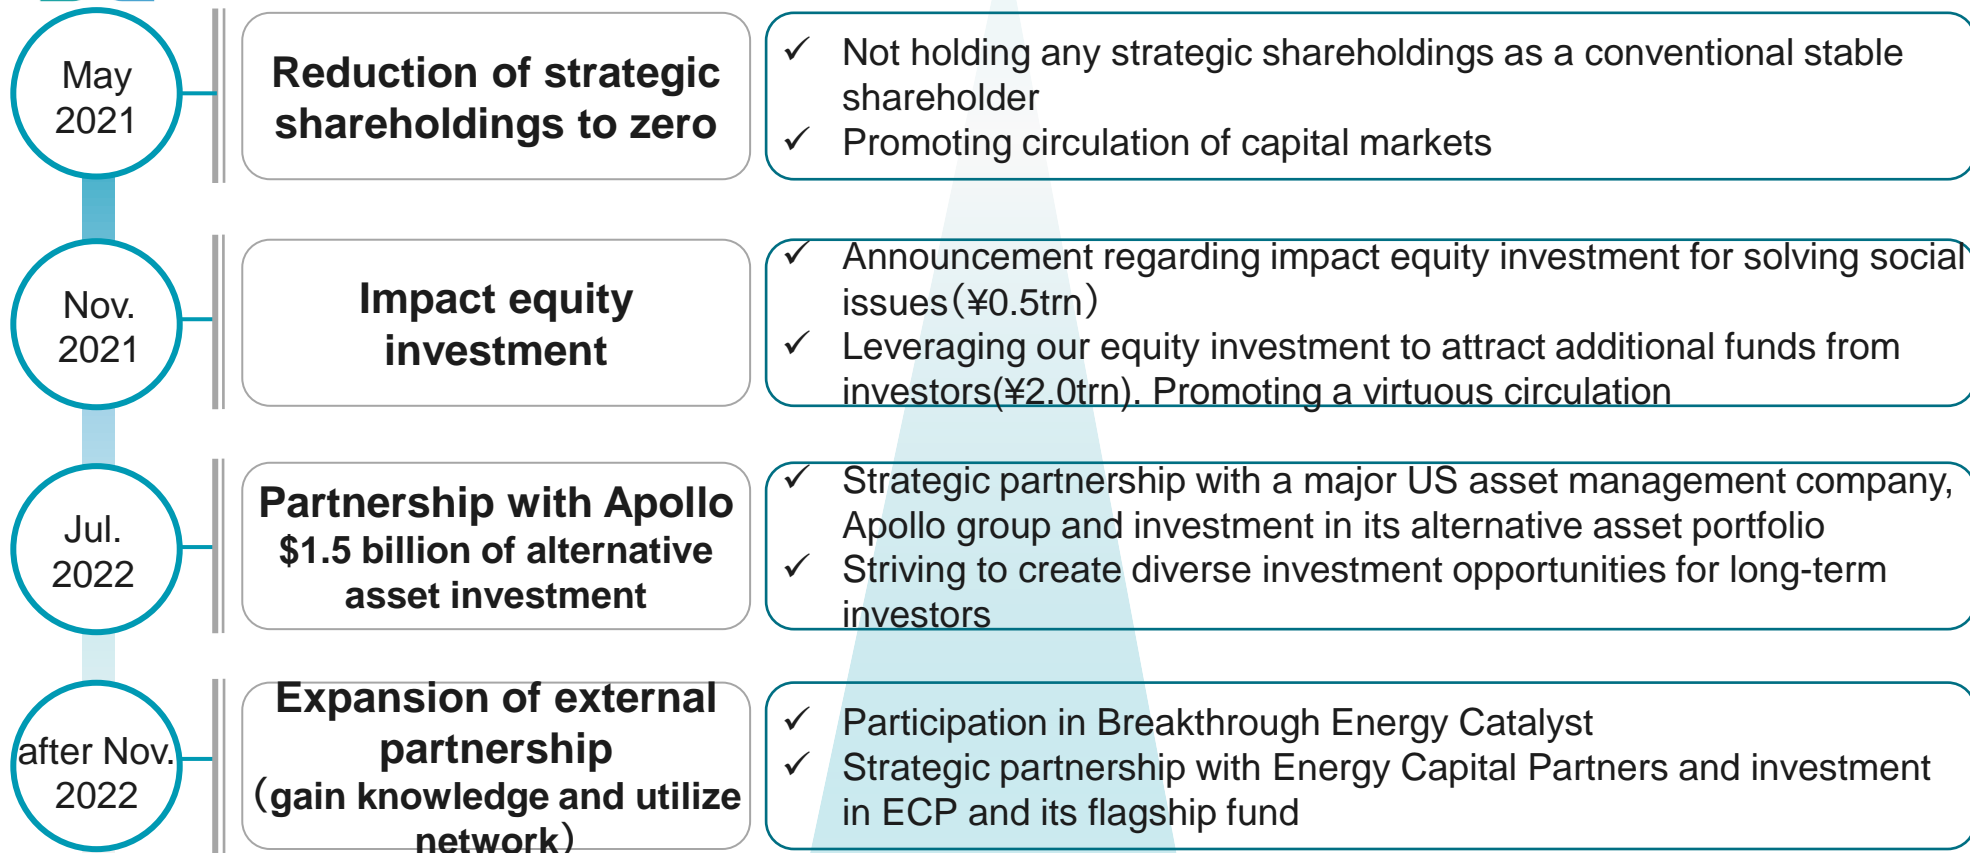 May
2021
Reduction of strategic
shareholdings to zero
✓ Not holding any strategic shareholdings as a conventional stable
shareholder
✓ Promoting circulation of capital markets
Nov.
2021
Impact equity
investment
✓ Announcement regarding impact equity investment for solving social
issues（¥0.5trn）
✓ Leveraging our equity investment to attract additional funds from
investors(¥2.0trn). Promoting a virtuous circulation
Jul.
2022
Partnership with Apollo
$1.5 billion of alternative
asset investment
✓ Strategic partnership with a major US asset management company,
Apollo group and investment in its alternative asset portfolio
✓ Striving to create diverse investment opportunities for long-term
investors
after Nov.
2022
Expansion of external
partnership
（gain knowledge and utilize
network）
✓ Participation in Breakthrough Energy Catalyst
✓ Strategic partnership with Energy Capital Partners and investment
in ECP and its flagship fund